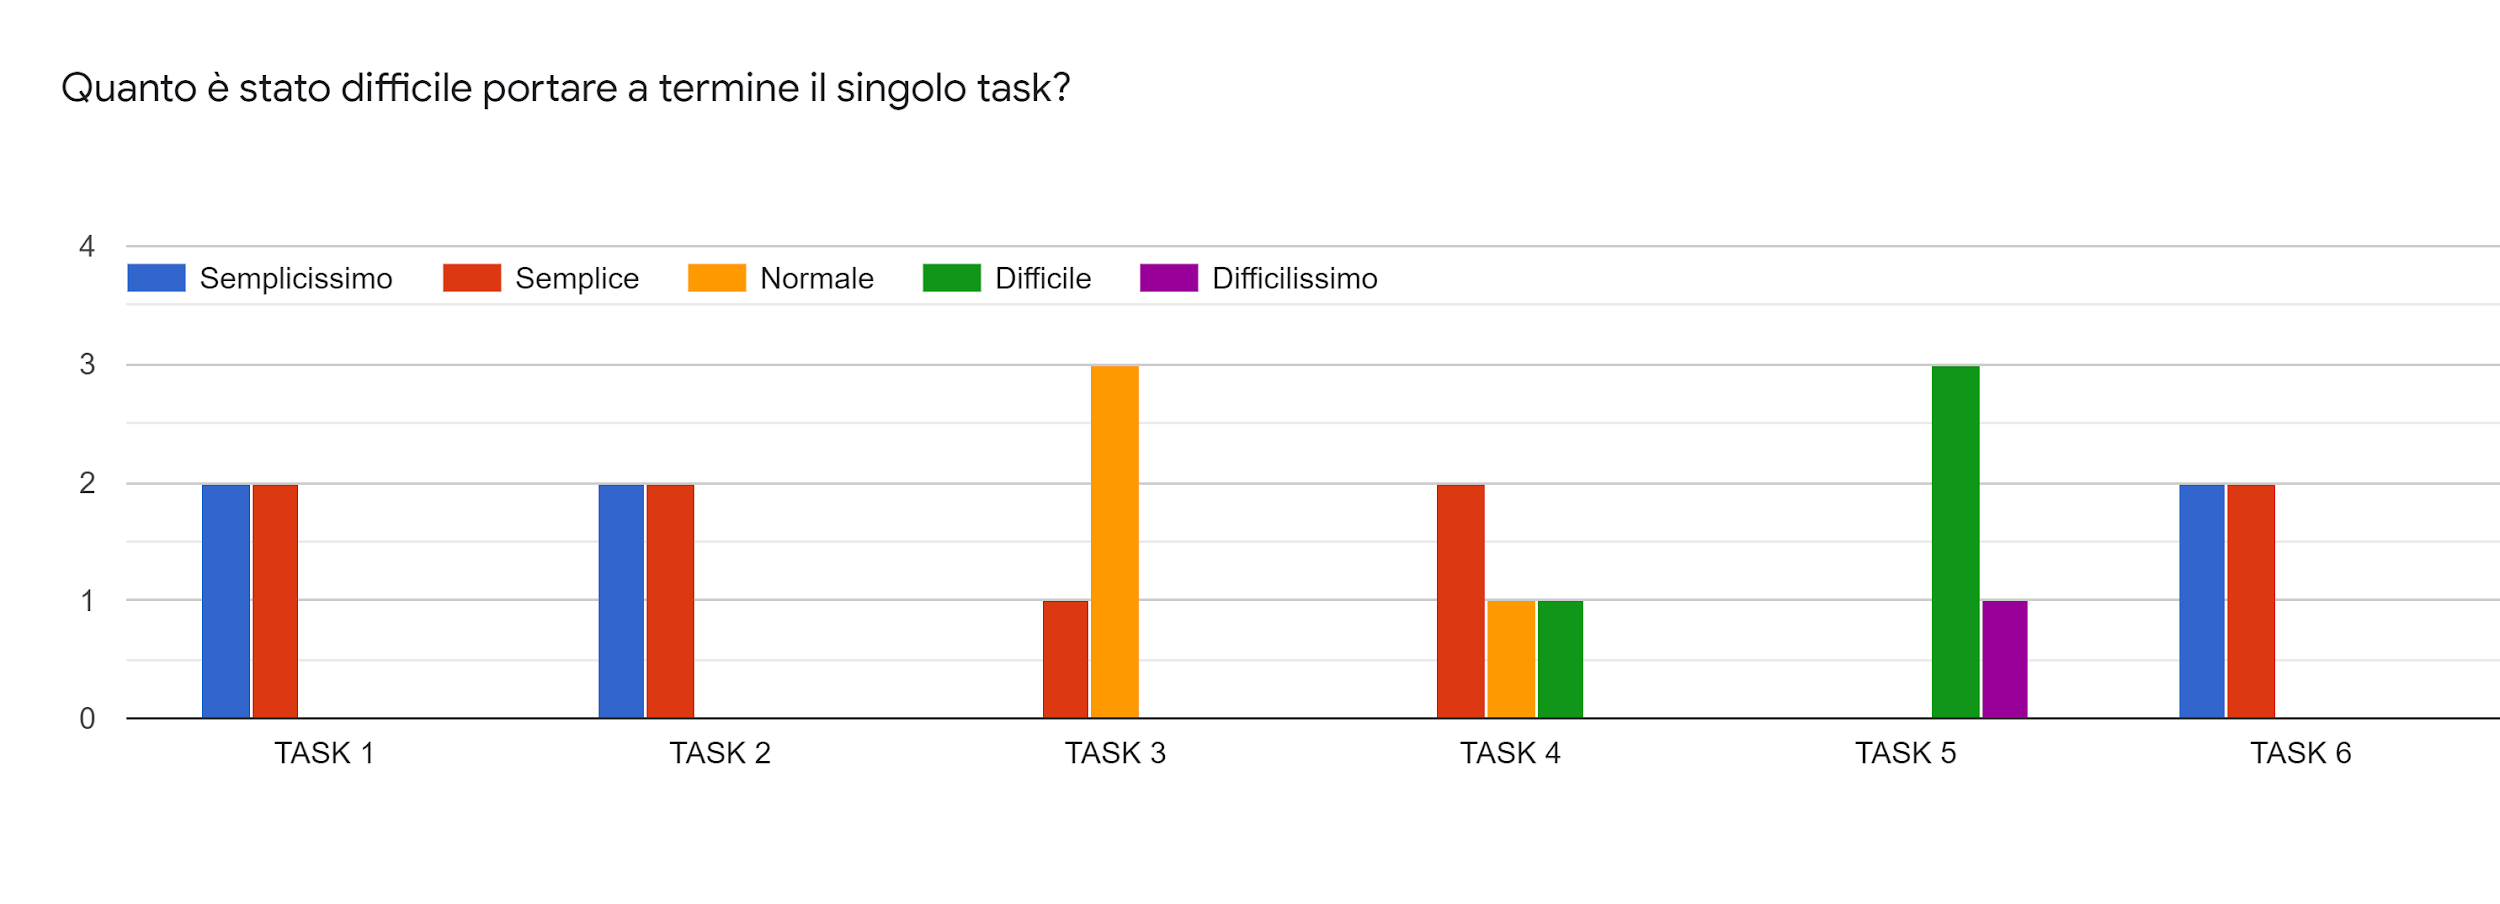 Quanto è stato difficile portare a termine il singolo task?
4
Semplicissimo Semplice Normale Difficile Difficilissimo
3
2
1
0
TASK 1 TASK 2 TASK 3 TASK 4 TASK 5 TASK 6